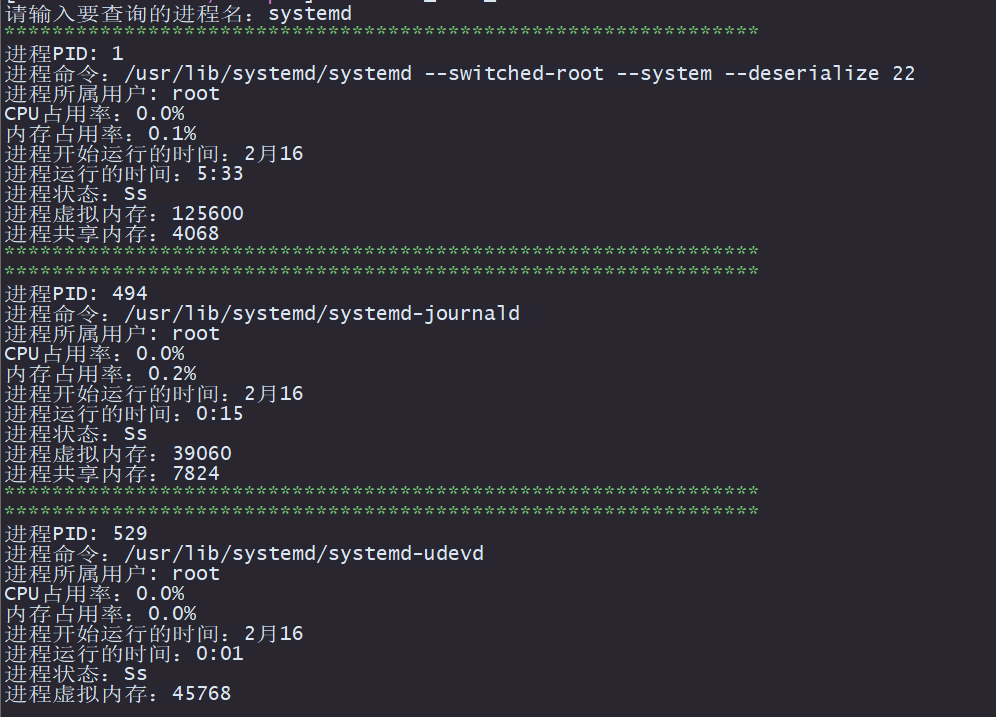 请输入要查询的进程名：systemd
***************************************************************
进程PID: 1
进程命令：/usr/lib/systemd/systemd --switched-root --system --deserialize 22
进程所属用户: root
CPU占用率：0.0%
内存占用率：0.1%
进程开始运行的时间：2月16
进程运行的时间：5:33
进程状态：Ss
进程虚拟内存：125600
进程共享内存：4068
***************************************************************
***************************************************************
进程PID: 494
进程命令：/usr/lib/systemd/systemd-journald
进程所属用户: root
CPU占用率：0.0%
内存占用率：0.2%
进程开始运行的时间：2月16
进程运行的时间：0:15
进程状态：Ss
进程虚拟内存：39060
进程共享内存：7824
***************************************************************
***************************************************************
进程PID: 529
进程命令：/usr/lib/systemd/systemd-udevd
进程所属用户: root
CPU占用率：0.0%
内存占用率：0.0%
进程开始运行的时间：2月16
进程运行的时间：0:01
进程状态：Ss
进程虚拟内存：45768